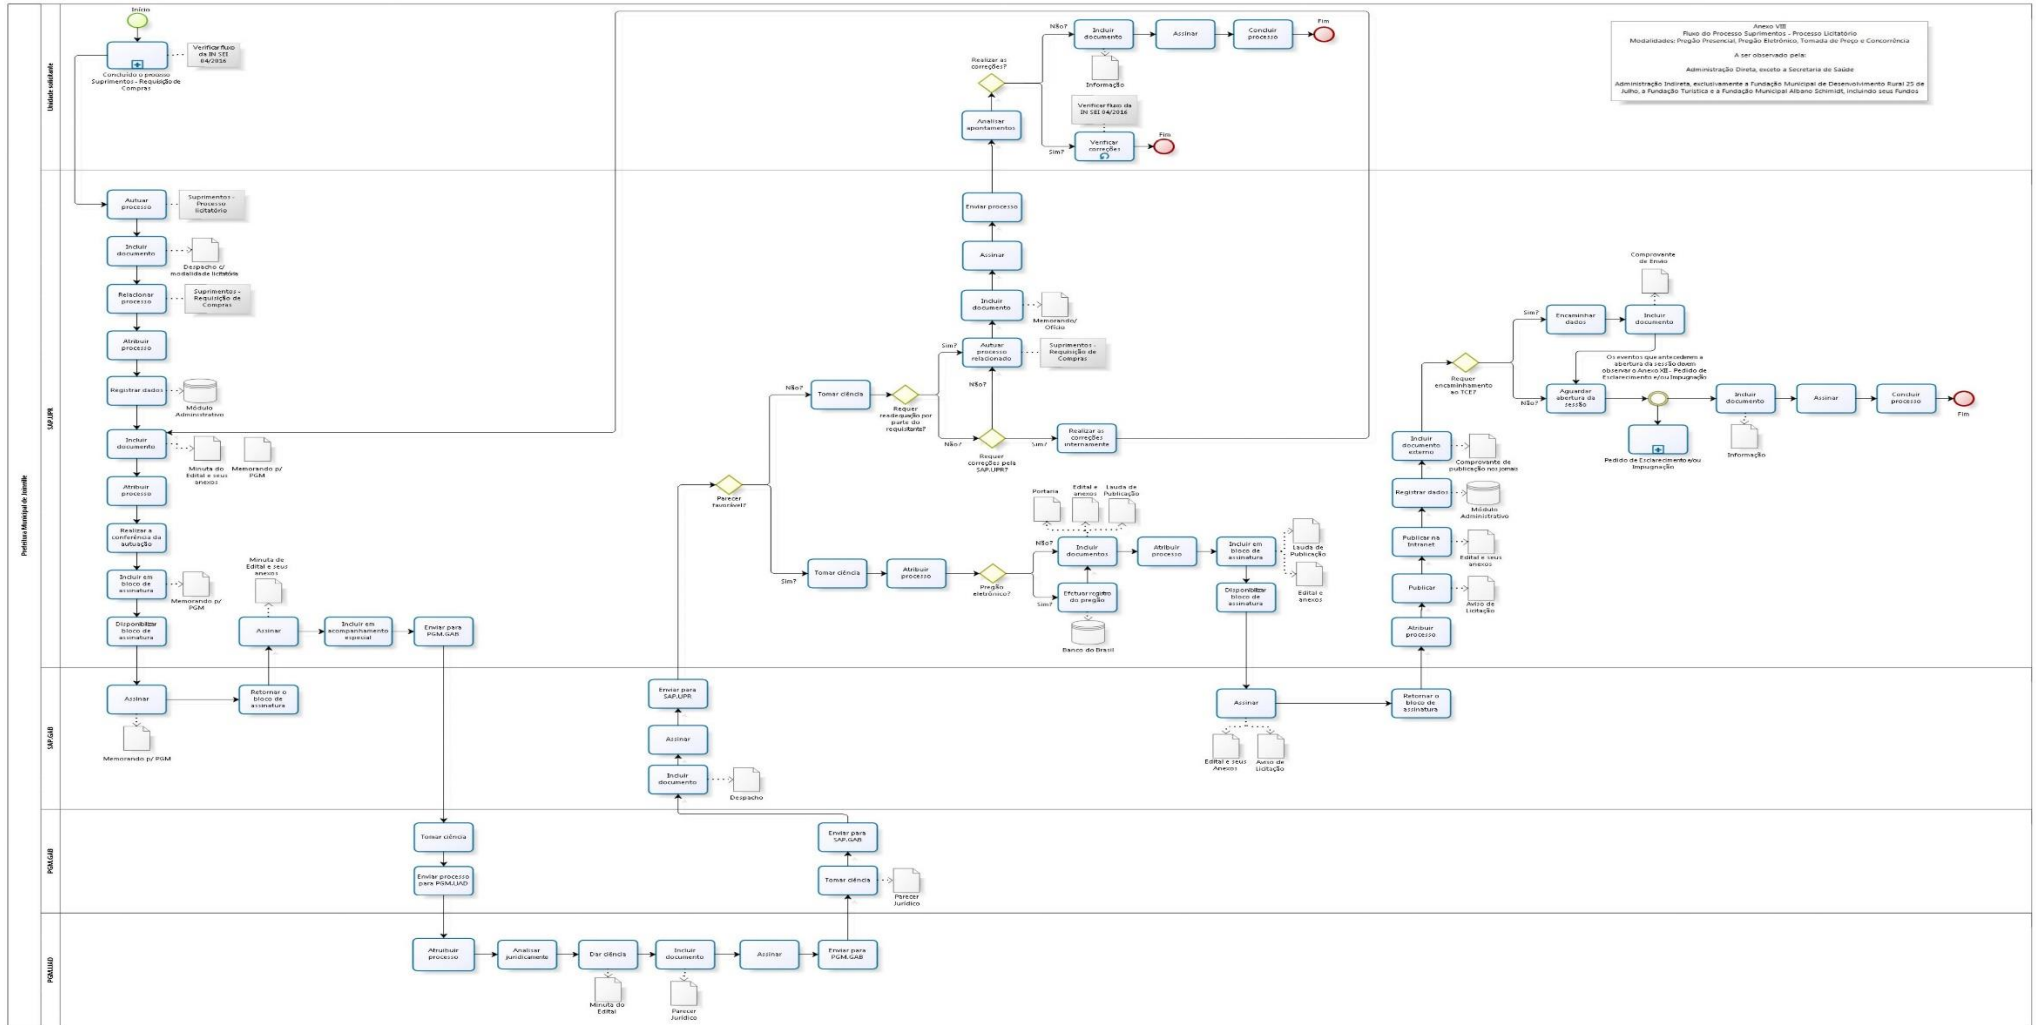 Prefeitura Municipal de Joinville
Unidade solicitante
Início
Verificar fluxo
da IN SEI
04/2016
Concluído o processo
Suprimentos - Requisição de
Compras
Realizar as
correções?
Não?
Incluir
documento
Informação
Assinar
Concluir
processo
Fim
Analisar
apontamentos
Verificar fluxo da
IN SEI 04/2016
Sim?
Verificar
correções
Fim
Anexo VIII
Fluxo do Processo Suprimentos - Processo Licitatório
Modalidades: Pregão Presencial, Pregão Eletrônico, Tomada de Preço e Concorrência
A ser observado pela:
Administração Direta, exceto a Secretaria de Saúde
Administração Indireta, exclusivamente a Fundação Municipal de Desenvolvimento Rural 25 de
Julho, a Fundação Turística e a Fundação Municipal Albano Schmidt, incluindo seus Fundos
SAP.UPR
Autuar
processo
Suprimentos -
Processo
licitatório
Incluir
documento
Despacho c/
modalidade licitatória
Relacionar
processo
Suprimentos -
Requisição de
Compras
Atribuir
processo
Registrar dados
Módulo
Administrativo
Incluir
documento
Minuta do
Edital e seus
anexos
Memorando p/
PGM
Atribuir
processo
Realizar a
conferência da
autuação
Incluir em
bloco de
assinatura
Memorando p/
PGM
Disponibilizar
bloco de
assinatura
Minuta de
Edital e seus
anexos
Assinar
Incluir em
acompanhamento
especial
Enviar para
PGM.GAB
Parecer
favorável?
Não?
Tomar ciência
Requer
readequação por
parte do
requisitante?
Sim?
Autuar
processo
relacionado
Suprimentos -
Requisição de
Compras
Incluir
documento
Memorando/
Ofício
Assinar
Enviar processo
Não?
Requer
correções pela
SAP.UPR?
Não?
Sim?
Realizar as
correções
internamente
Sim?
Tomar ciência
Atribuir
processo
Pregão
eletrônico?
Não?
Sim?
Portaria
Edital e
anexos
Lauda de
Publicação
Incluir
documentos
Efetuar registro
do pregão
Banco do Brasil
Atribuir
processo
Incluir em
bloco de
assinatura
Lauda de
Publicação
Edital e
anexos
Disponibilizar
bloco de
assinatura
Atribuir
processo
Publicar
Aviso de
Licitação
Publicar na
Intranet
Edital e seus
anexos
Registrar dados
Módulo
Administrativo
Incluir
documento
externo
Comprovante de
publicação nos jornais
Requer
encaminhamento
ao TCE?
Sim?
Encaminhar
dados
Incluir
documento
Comprovante
de Envio
Não?
Aguardar
abertura da
sessão
Os eventos que antecederem a
abertura da sessão devem
observar o Anexo XII - Pedido de
Esclarecimento e/ou Impugnação
Pedido de Esclarecimento e/ou
Impugnação
Incluir
documento
Informação
Assinar
Concluir
processo
Fim
SAP.GAB
Assinar
Memorando p/ PGM
Retornar o
bloco de
assinatura
Enviar para
SAP.UPR
Assinar
Incluir
documento
Despacho
Assinar
Edital e seus
Anexos
Aviso de
Licitação
Retornar o
bloco de
assinatura
PGM.GAB
Tomar ciência
Enviar processo
para PGM.UAD
Enviar para
SAP.GAB
Tomar ciência
Parecer
Jurídico
PGM.UAD
Atruibuir
processo
Analisar
juridicamente
Dar ciência
Minuta do
Edital
Incluir
documento
Parecer
Jurídico
Assinar
Enviar para
PGM.GAB